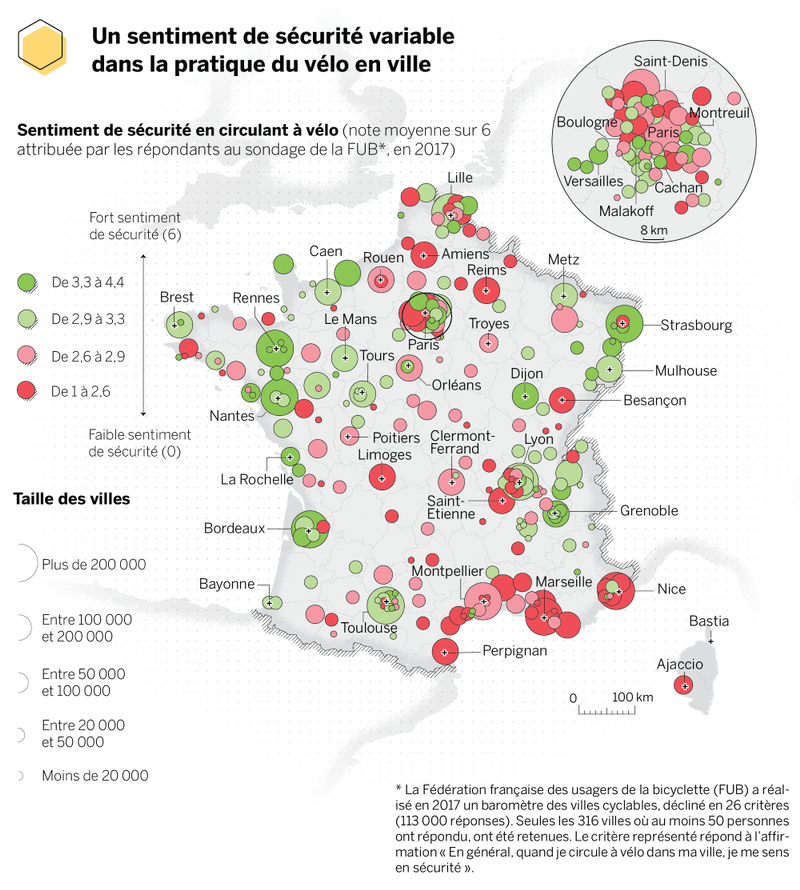 Un sentiment de sécurité variable
dans la pratique du vélo en ville
Sentiment de sécurité en circulant à vélo (note moyenne sur 6
attribuée par les répondants au sondage de la FUB*, en 2017)
Fort sentiment
de sécurité (6)
De 3,3 à 4,4
De 2,9 à 3,3
De 2,6 à 2,9
De 1 à 2,6
Faible sentiment
de sécurité (0)
Taille des villes
Plus de 200 000
Entre 100 000
et 200 000
Entre 50 000
et 100 000
Entre 20 000
et 50 000
Moins de 20 000
Saint-Denis
Montreuil
Boulogne
Paris
Versailles
Cachan
Malakoff
8 km
Lille
Caen
Rouen
Amiens
Reims
Metz
Brest
Rennes
Le Mans
Paris
Troyes
Strasbourg
Tours
Orléans
Dijon
Mulhouse
Besançon
Nantes
Poitiers
Limoges
Clermont-
Ferrand
Lyon
La Rochelle
Saint-
Etienne
Grenoble
Bordeaux
Bayonne
Montpellier
Marseille
Nice
Toulouse
Perpignan
Bastia
Ajaccio
0 100 km
* La Fédération française des usagers de la bicyclette (FUB) a réal-
isé en 2017 un baromètre des villes cyclables, décliné en 26 critères
(113 000 réponses). Seules les 316 villes où au moins 50 personnes
ont répondu, ont été retenues. Le critère représenté répond à l'affir-
mation « En général, quand je circule à vélo dans ma ville, je me sens
en sécurité ».